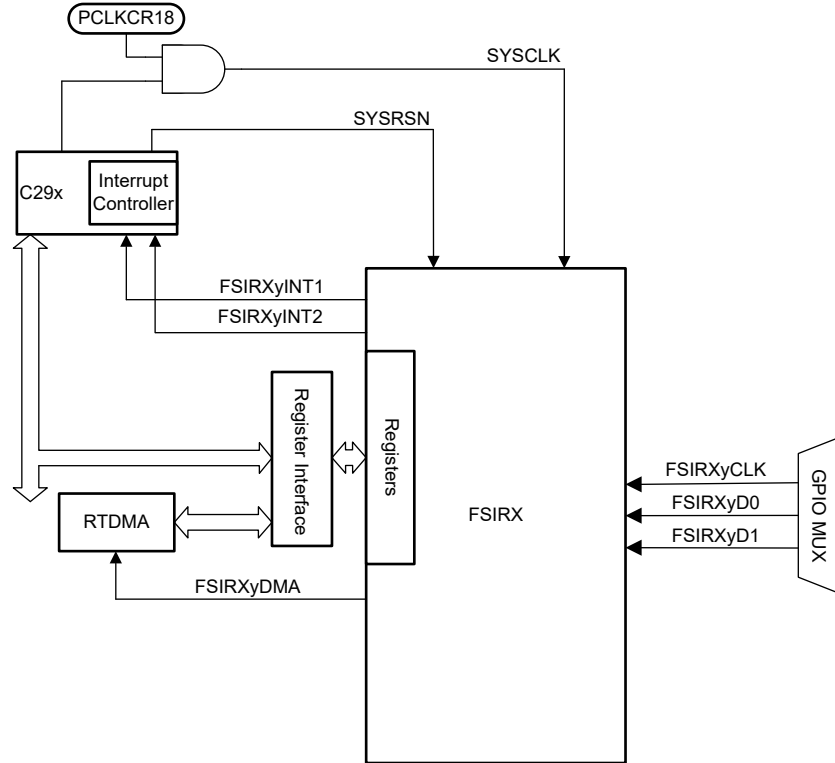 PCLKCR18
SYSCLK
SYSRSN
C29x
Interrupt
Controller
FSIRXyINT1
FSIRXyINT2
Register Interface
Registers
FSIRX
RTDMA
FSIRXyDMA
FSIRXyCLK
FSIRXyD0
FSIRXyD1
GPIO MUX